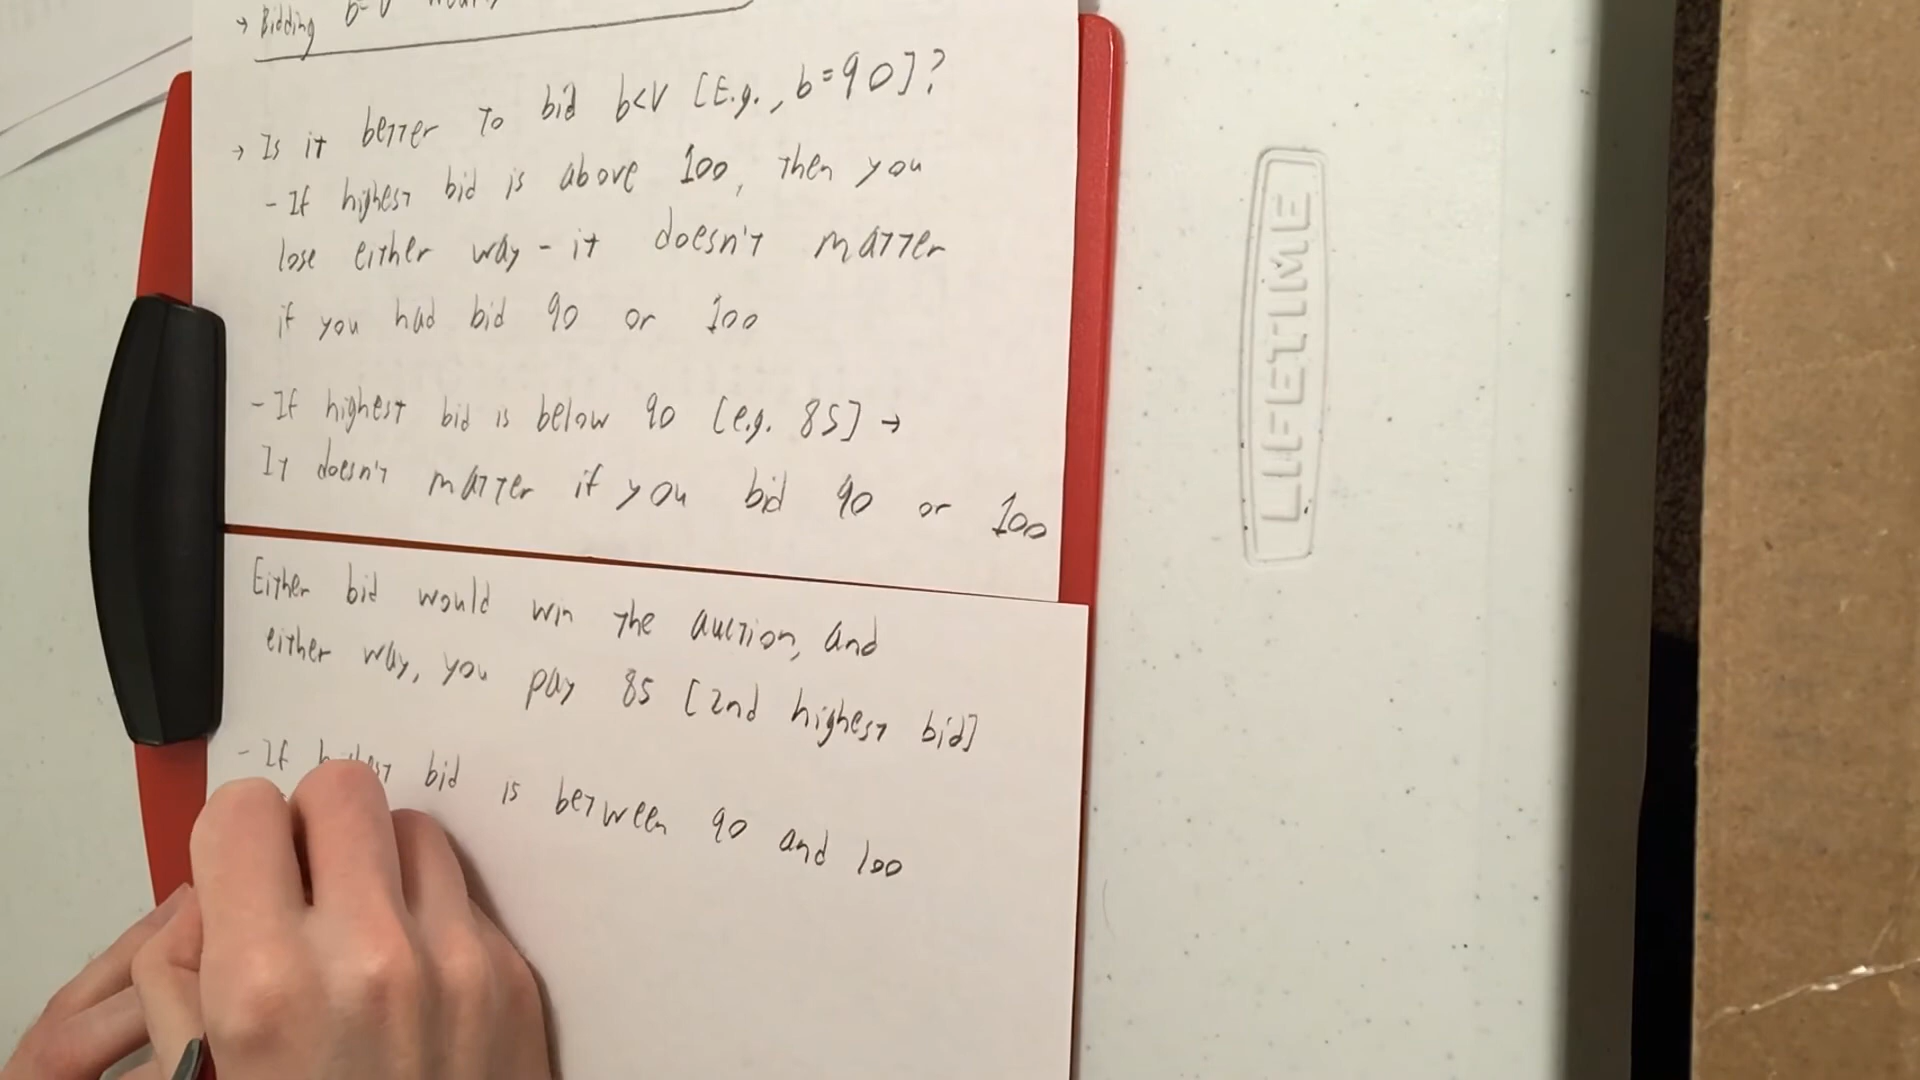 → Bidding b=v
→ Is it better to bid b<V [E.g., b=90]?
- If highest bid is above 100, then you
lose either way - it doesn't matter
if you had bid 90 or 100
- If highest bid is below 90 [e.g. 85] →
It doesn't matter if you bid 90 or 100
Either bid would win the auction, and
either way, you pay 85 [2nd highest bid]
- If highest bid is between 90 and 100
LIFETIME